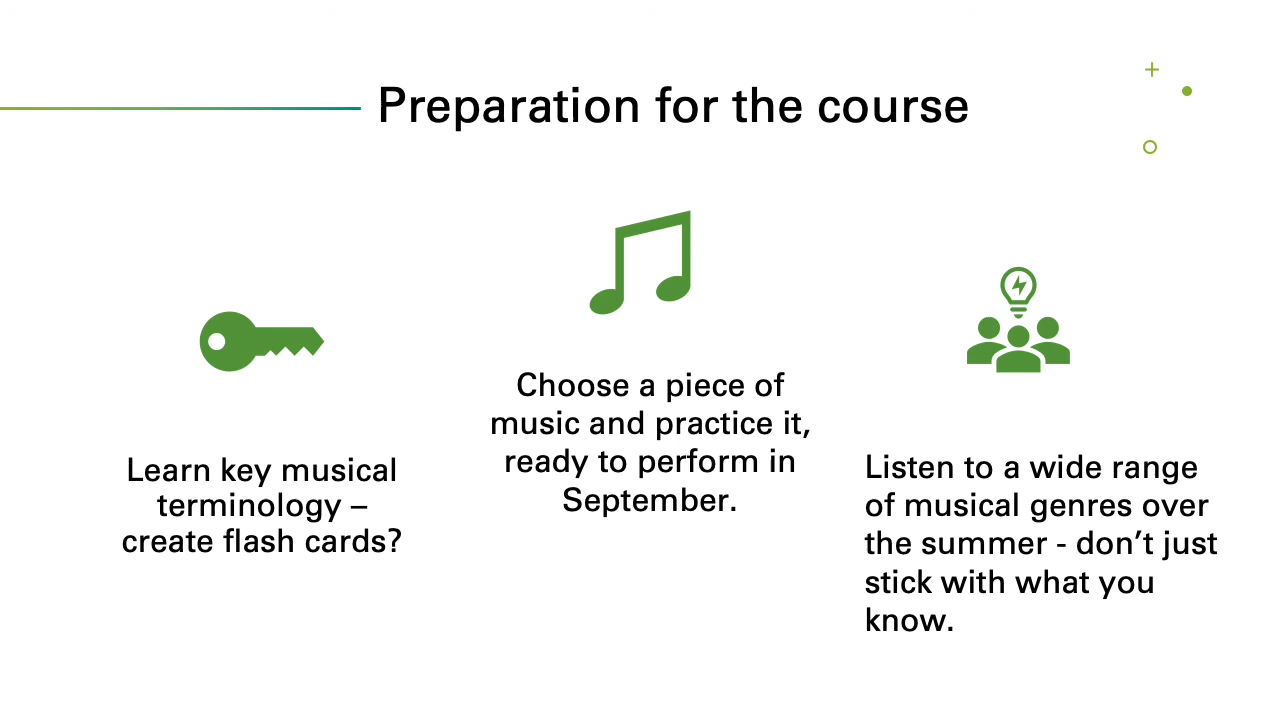 Preparation for the course
Learn key musical
terminology –
create flash cards?
Choose a piece of
music and practice it,
ready to perform in
September.
Listen to a wide range
of musical genres over
the summer - don’t just
stick with what you
know.